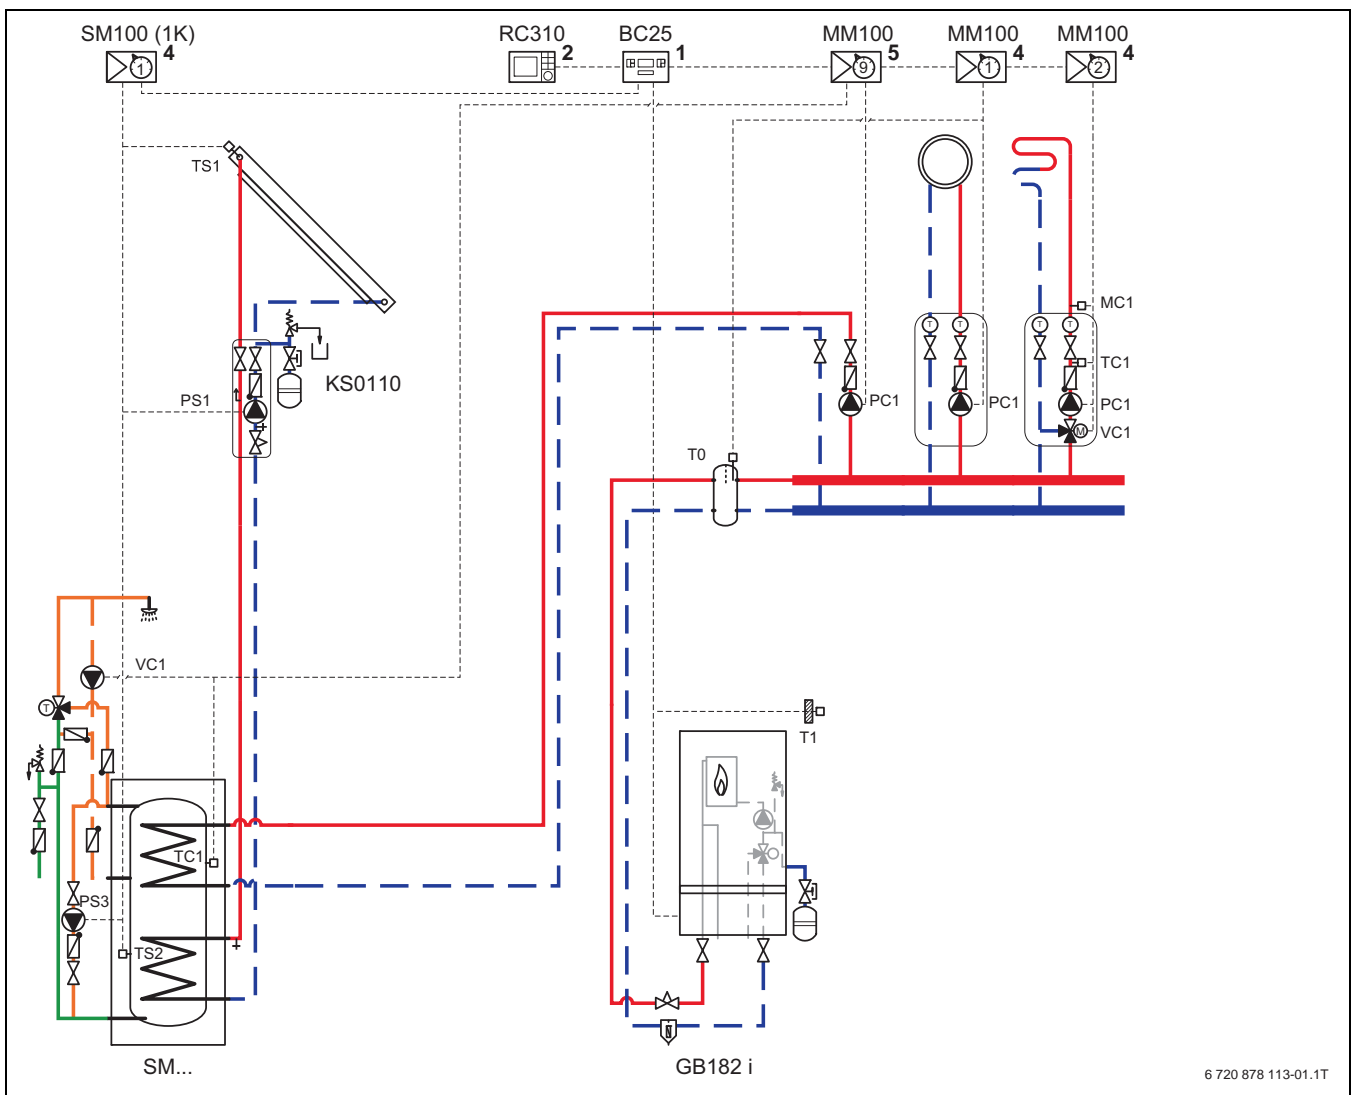 SM100 (1K) RC310 BC25 MM100 MM100 MM100
4 2 1 5 4 4
1 9 1 2
TS1
MC1
T T T T
TC1
KS0110
PS1 PC1 PC1 PC1
M VC1
T0
VC1
T
T1
TC1
PS3
TS2
SM... GB182 i
6 720 878 113-01.1T